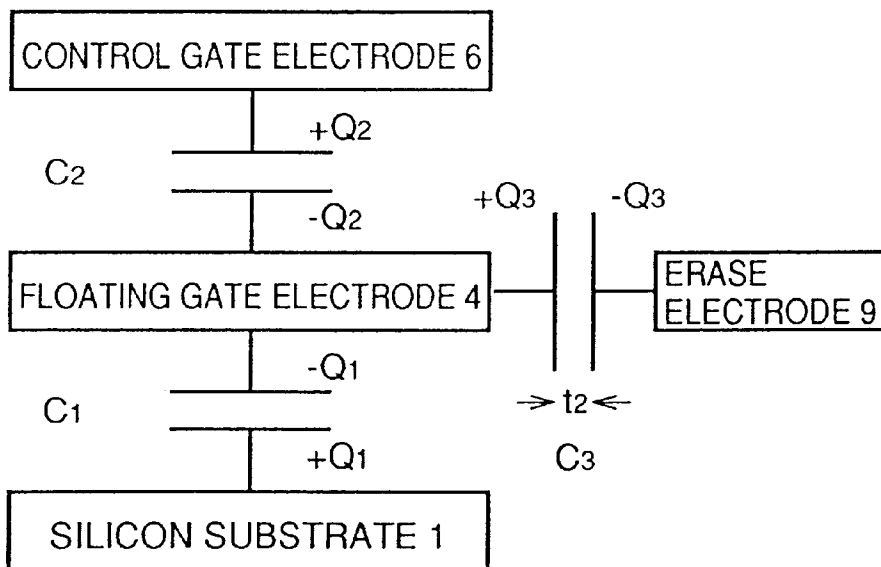 CONTROL GATE ELECTRODE 6
+Q2
C2
-Q2
+Q3
-Q3
FLOATING GATE ELECTRODE 4
ERASE
ELECTRODE 9
-Q1
C1
t2
+Q1
C3
SILICON SUBSTRATE 1